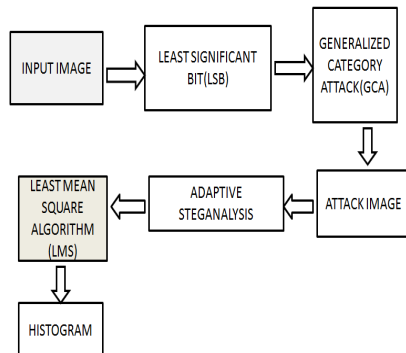 INPUT IMAGE
LEAST SIGNIFICANT
BIT(LSB)
GENERALIZED
CATEGORY
ATTACK(GCA)
ATTACK IMAGE
ADAPTIVE
STEGANALYSIS
LEAST MEAN
SQUARE
ALGORITHM
(LMS)
HISTOGRAM